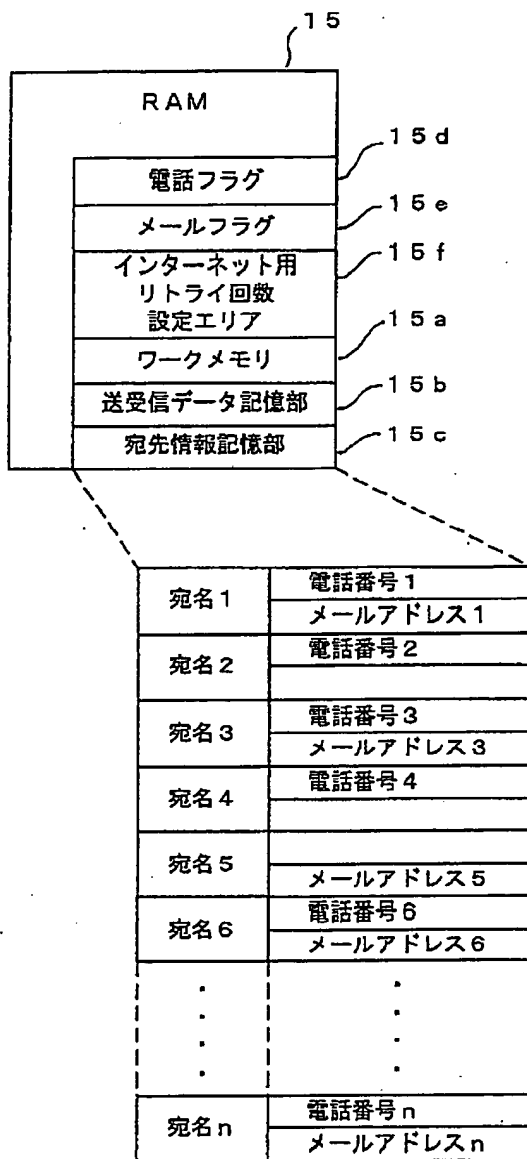 １５
ＲＡＭ
電話フラグ
１５ｄ
メールフラグ
１５ｅ
インターネット用
リトライ回数
設定エリア
１５ｆ
ワークメモリ
１５ａ
送受信データ記憶部
１５ｂ
宛先情報記憶部
１５ｃ
宛名１
電話番号１
メールアドレス１
宛名２
電話番号２
宛名３
電話番号３
メールアドレス３
宛名４
電話番号４
宛名５
メールアドレス５
宛名６
電話番号６
メールアドレス６
宛名ｎ
電話番号ｎ
メールアドレスｎ